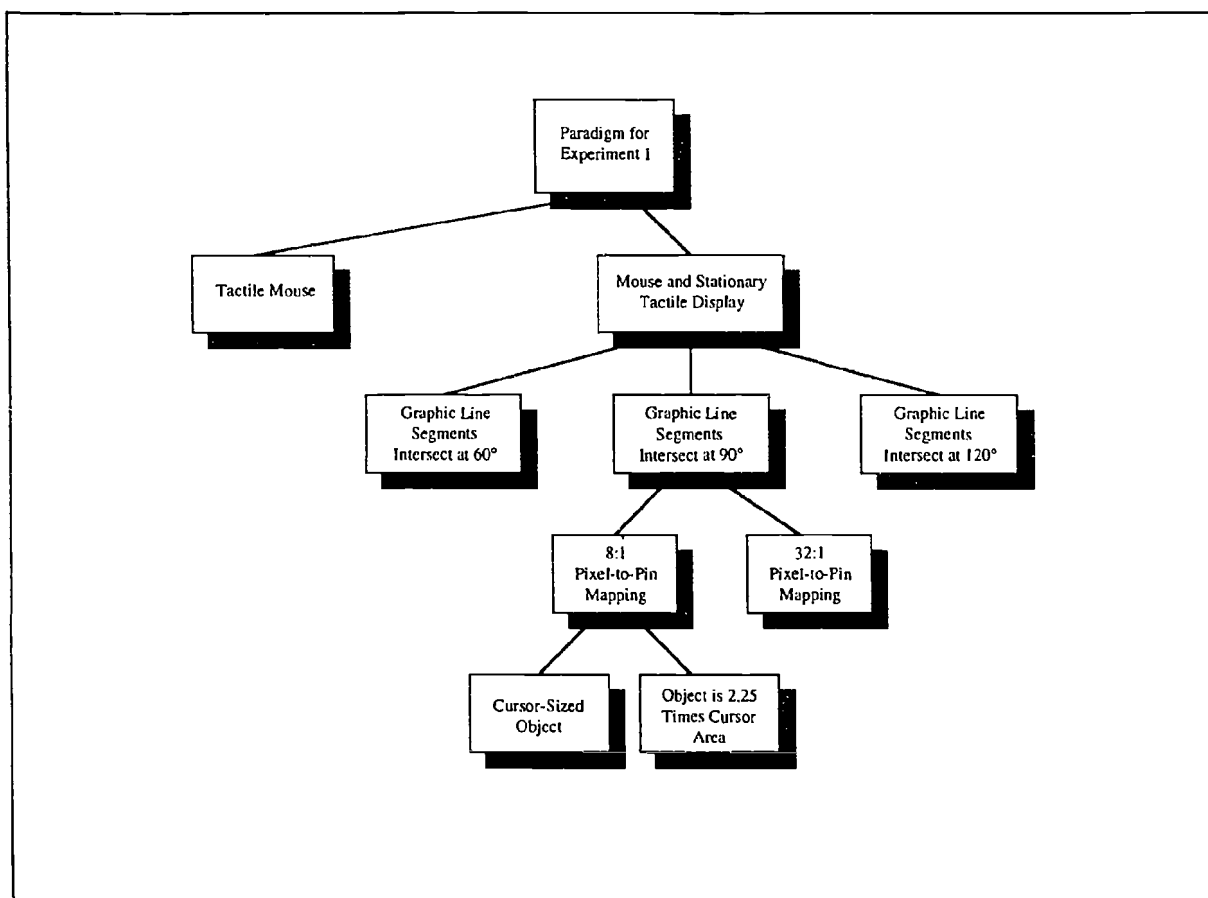 Paradigm for
Experiment 1
Tactile Mouse
Mouse and Stationary
Tactile Display
Graphic Line
Segments
Intersect at 60°
Graphic Line
Segments
Intersect at 90°
Graphic Line
Segments
Intersect at 120°
8:1
Pixel-to-Pin
Mapping
32:1
Pixel-to-Pin
Mapping
Cursor-Sized
Object
Object is 2.25
Times Cursor
Area